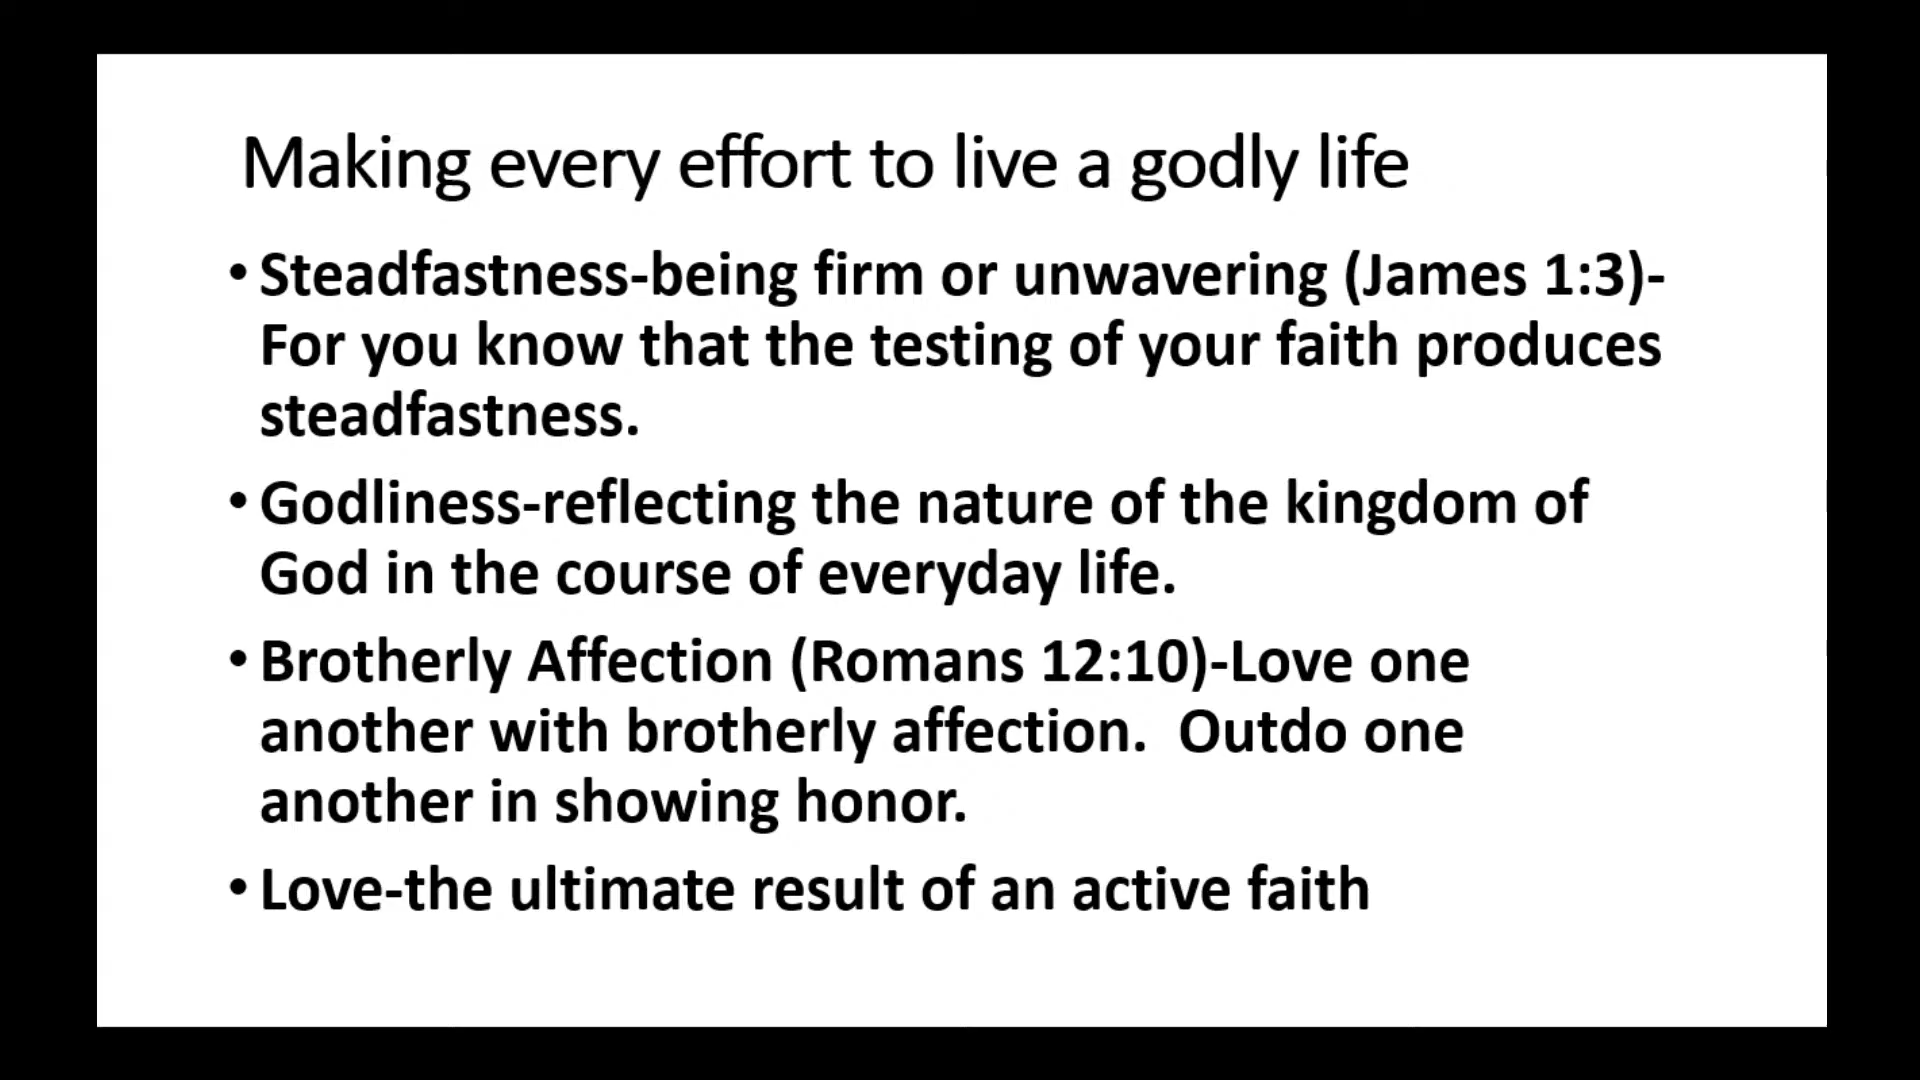 Making every effort to live a godly life
• Steadfastness-being firm or unwavering (James 1:3)-
For you know that the testing of your faith produces
steadfastness.
• Godliness-reflecting the nature of the kingdom of
God in the course of everyday life.
• Brotherly Affection (Romans 12:10)-Love one
another with brotherly affection.  Outdo one
another in showing honor.
• Love-the ultimate result of an active faith